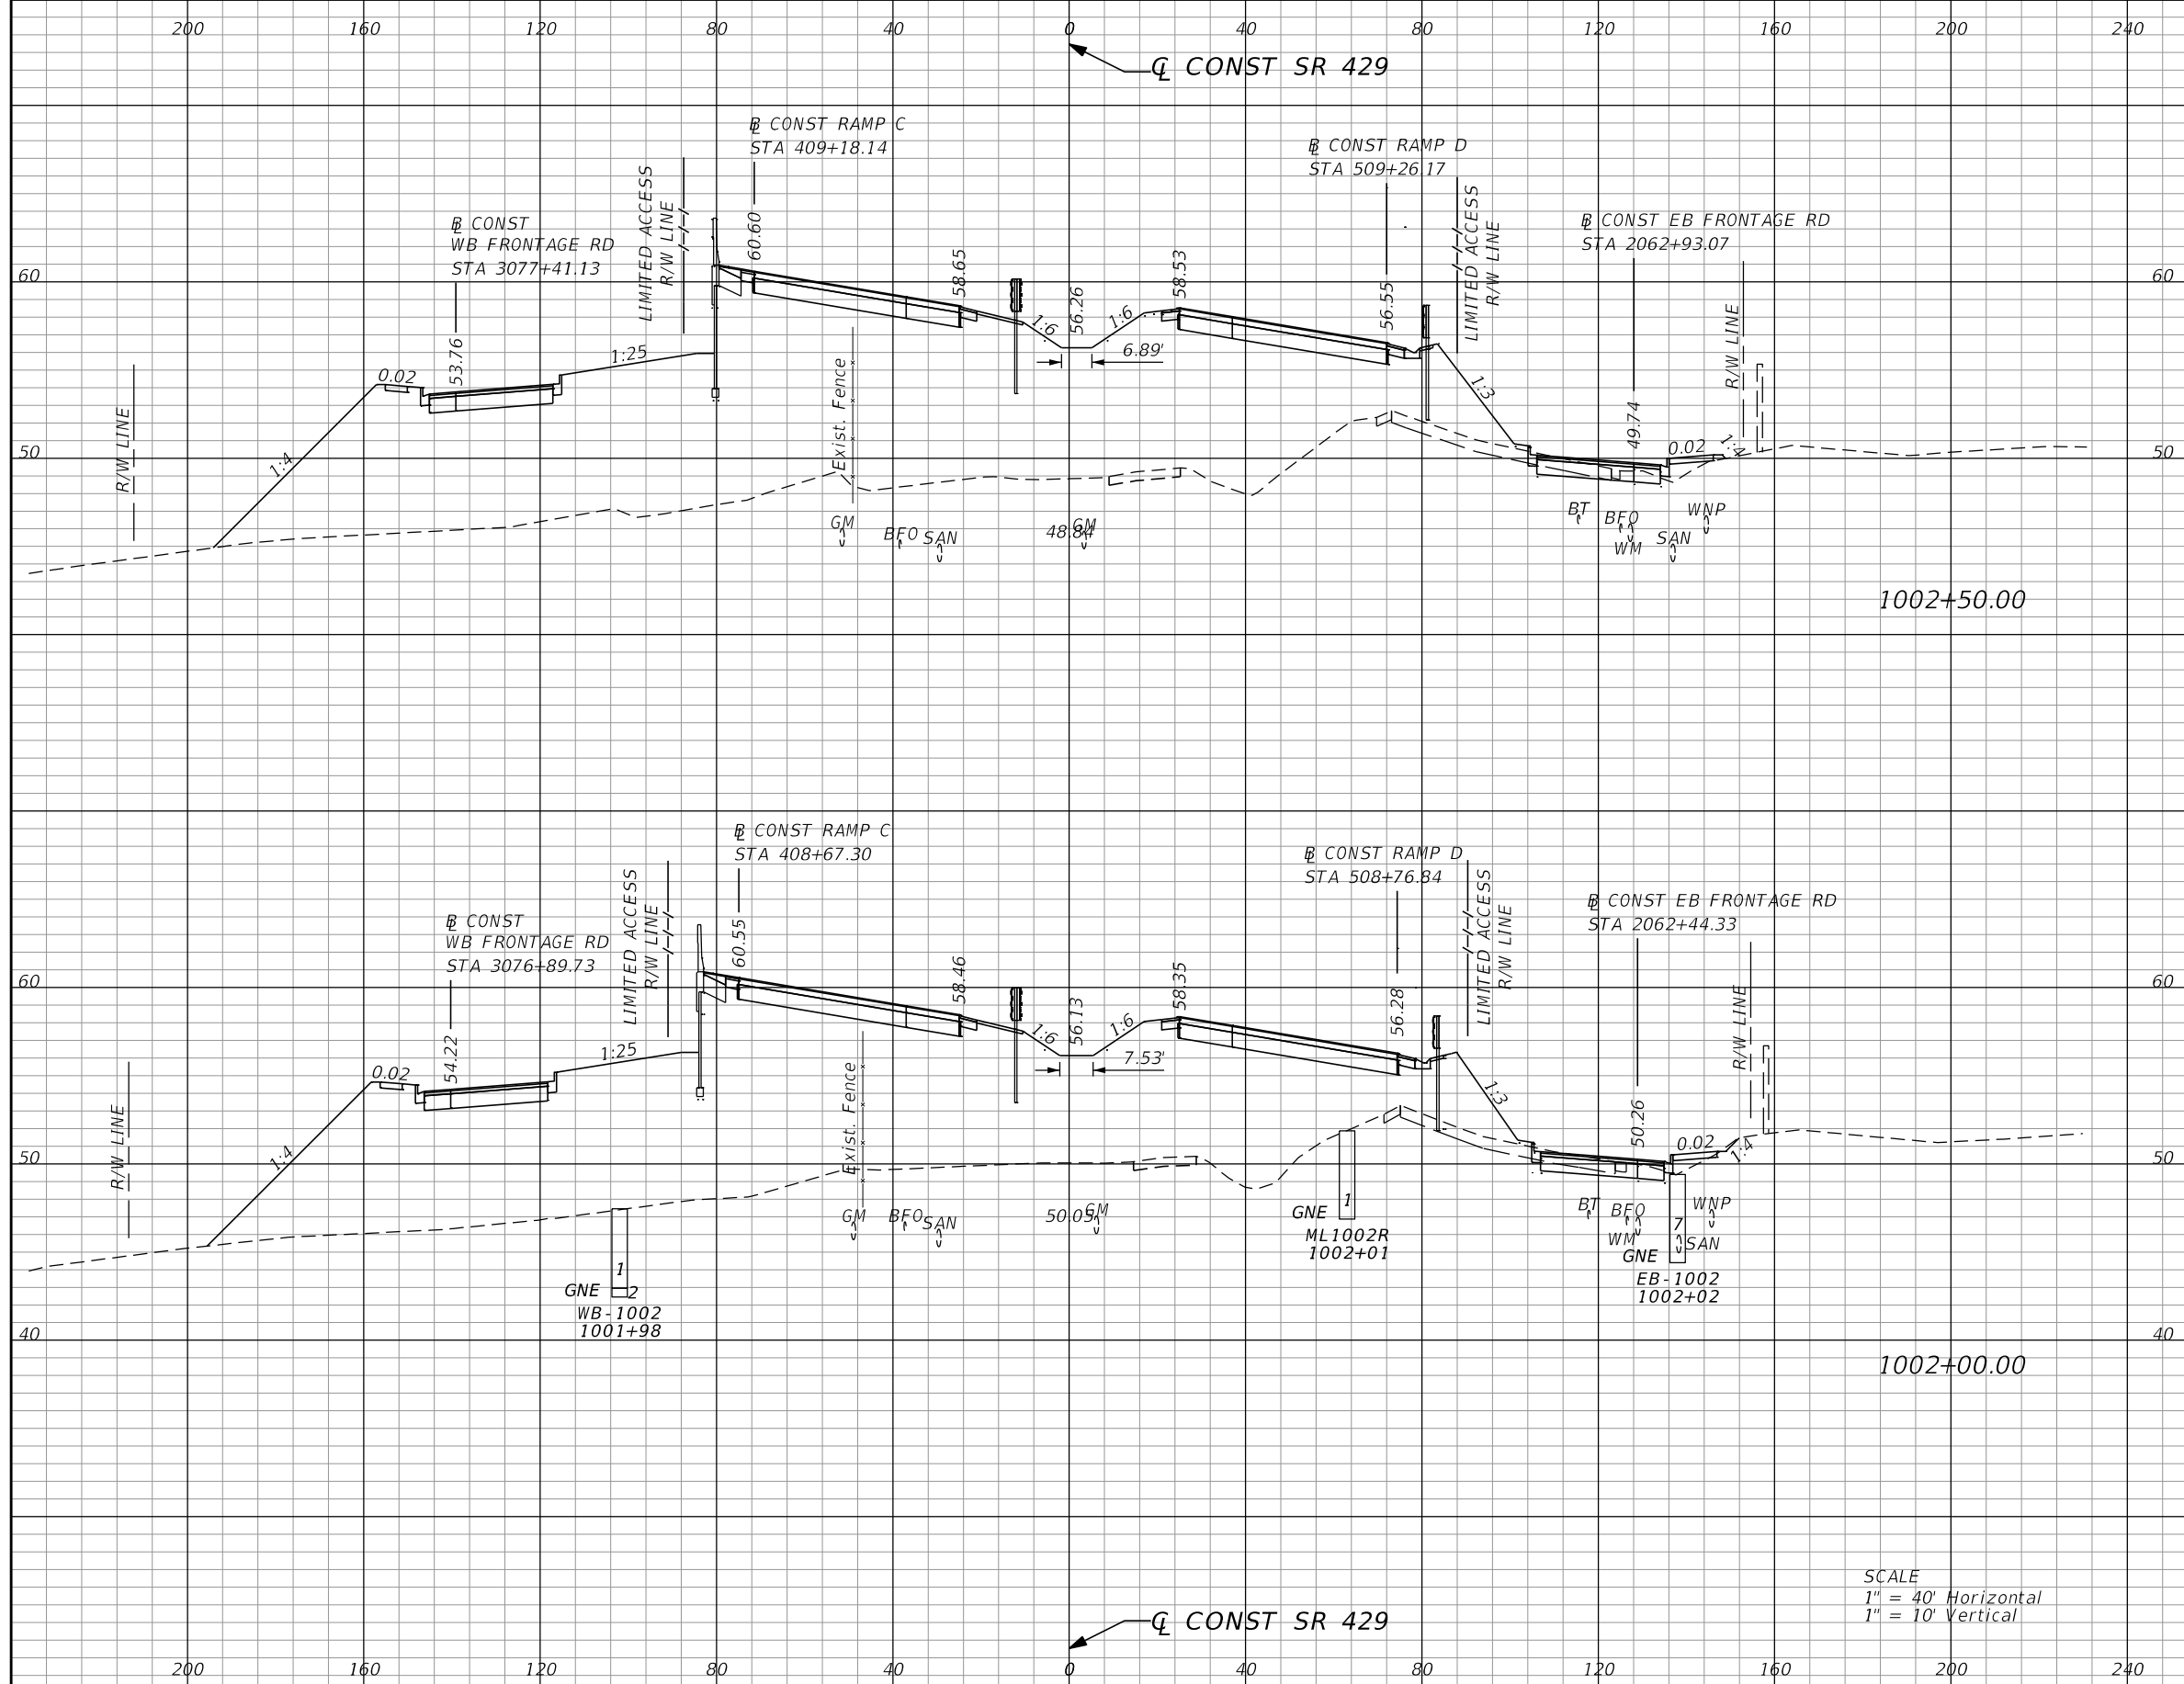 200 160 120 80 40 0 40 80 120 160 200 240
℄ CONST SR 429
BL CONST RAMP C
STA 409+18.14
BL CONST RAMP D
STA 509+26.17
BL CONST
WB FRONTAGE RD
STA 3077+41.13
LIMITED ACCESS
R/W LINE
LIMITED ACCESS
R/W LINE
BL CONST EB FRONTAGE RD
STA 2062+93.07
60
60.60
58.65
56.26
58.53
56.55
60
R/W LINE
1:4
0.02
53.76
1:25
Exist. Fence
1:6
1:6
6.89'
1:3
49.74
0.02
R/W LINE
1:4
50
50
GM
BFO
SAN
48.84
GM
BT
BFO
WM
SAN
WNP
1002+50.00
BL CONST RAMP C
STA 408+67.30
BL CONST RAMP D
STA 508+76.84
BL CONST
WB FRONTAGE RD
STA 3076+89.73
LIMITED ACCESS
R/W LINE
LIMITED ACCESS
R/W LINE
BL CONST EB FRONTAGE RD
STA 2062+44.33
60
60.55
58.46
56.13
58.35
56.28
60
R/W LINE
1:4
0.02
54.22
1:25
Exist. Fence
1:6
1:6
7.53'
1:3
50.26
0.02
R/W LINE
1:4
50
50
GM
BFO
SAN
50.05
GM
BT
BFO
WM
SAN
WNP
1
GNE
2
WB-1002
1001+98
1
GNE
ML1002R
1002+01
7
GNE
EB-1002
1002+02
40
40
1002+00.00
SCALE
1" = 40' Horizontal
1" = 10' Vertical
℄ CONST SR 429
200 160 120 80 40 0 40 80 120 160 200 240